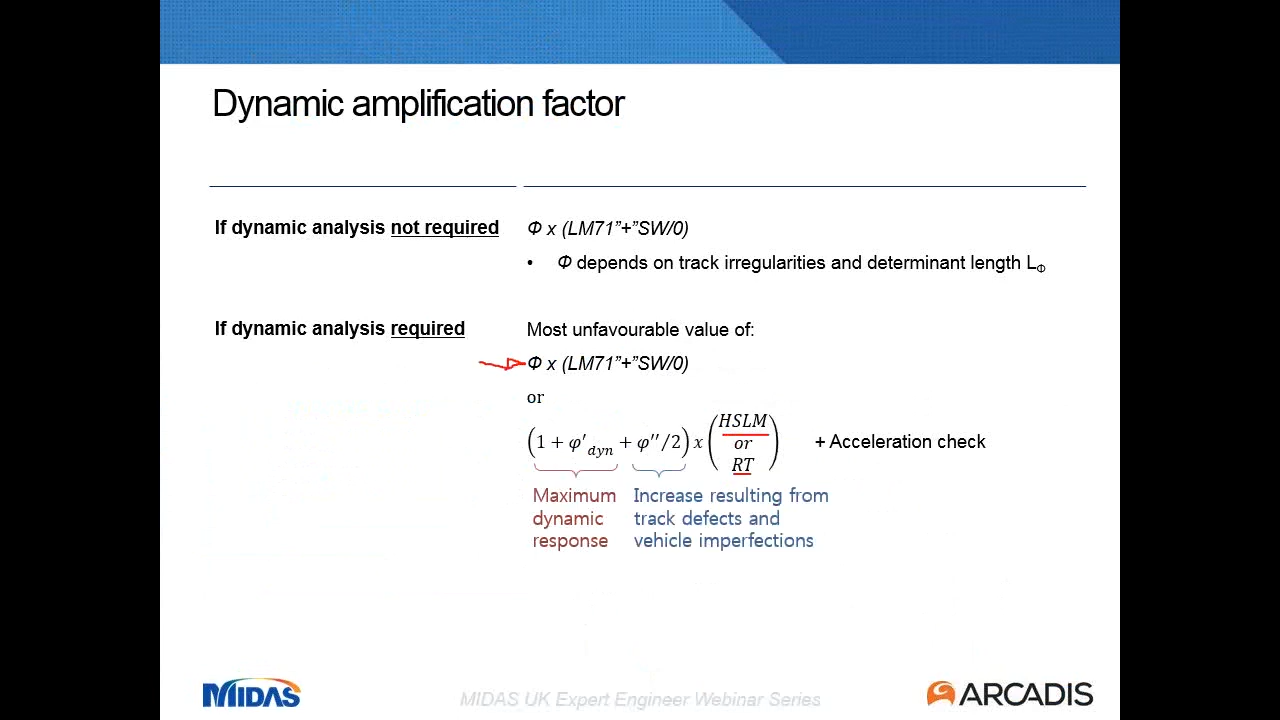 Dynamic amplification factor
If dynamic analysis not required
Φ x (LM71”+”SW/0)
• Φ depends on track irregularities and determinant length LΦ
If dynamic analysis required
Most unfavourable value of:
Φ x (LM71”+”SW/0)
or
(1 + φ′dyn + φ′′/2) x (HSLM or RT) + Acceleration check
Maximum dynamic response
Increase resulting from track defects and vehicle imperfections
MIDAS
MIDAS UK Expert Engineer Webinar Series
ARCADIS